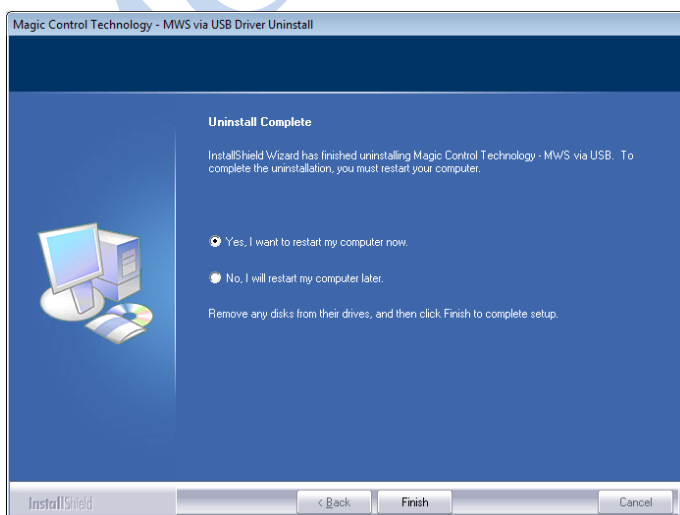 Magic Control Technology - MWS via USB Driver Uninstall
Uninstall Complete
InstallShield Wizard has finished uninstalling Magic Control Technology - MWS via USB. To
complete the uninstallation, you must restart your computer.
Yes, I want to restart my computer now.
No, I will restart my computer later.
Remove any disks from their drives, and then click Finish to complete setup.
InstallShield
< Back
Finish
Cancel